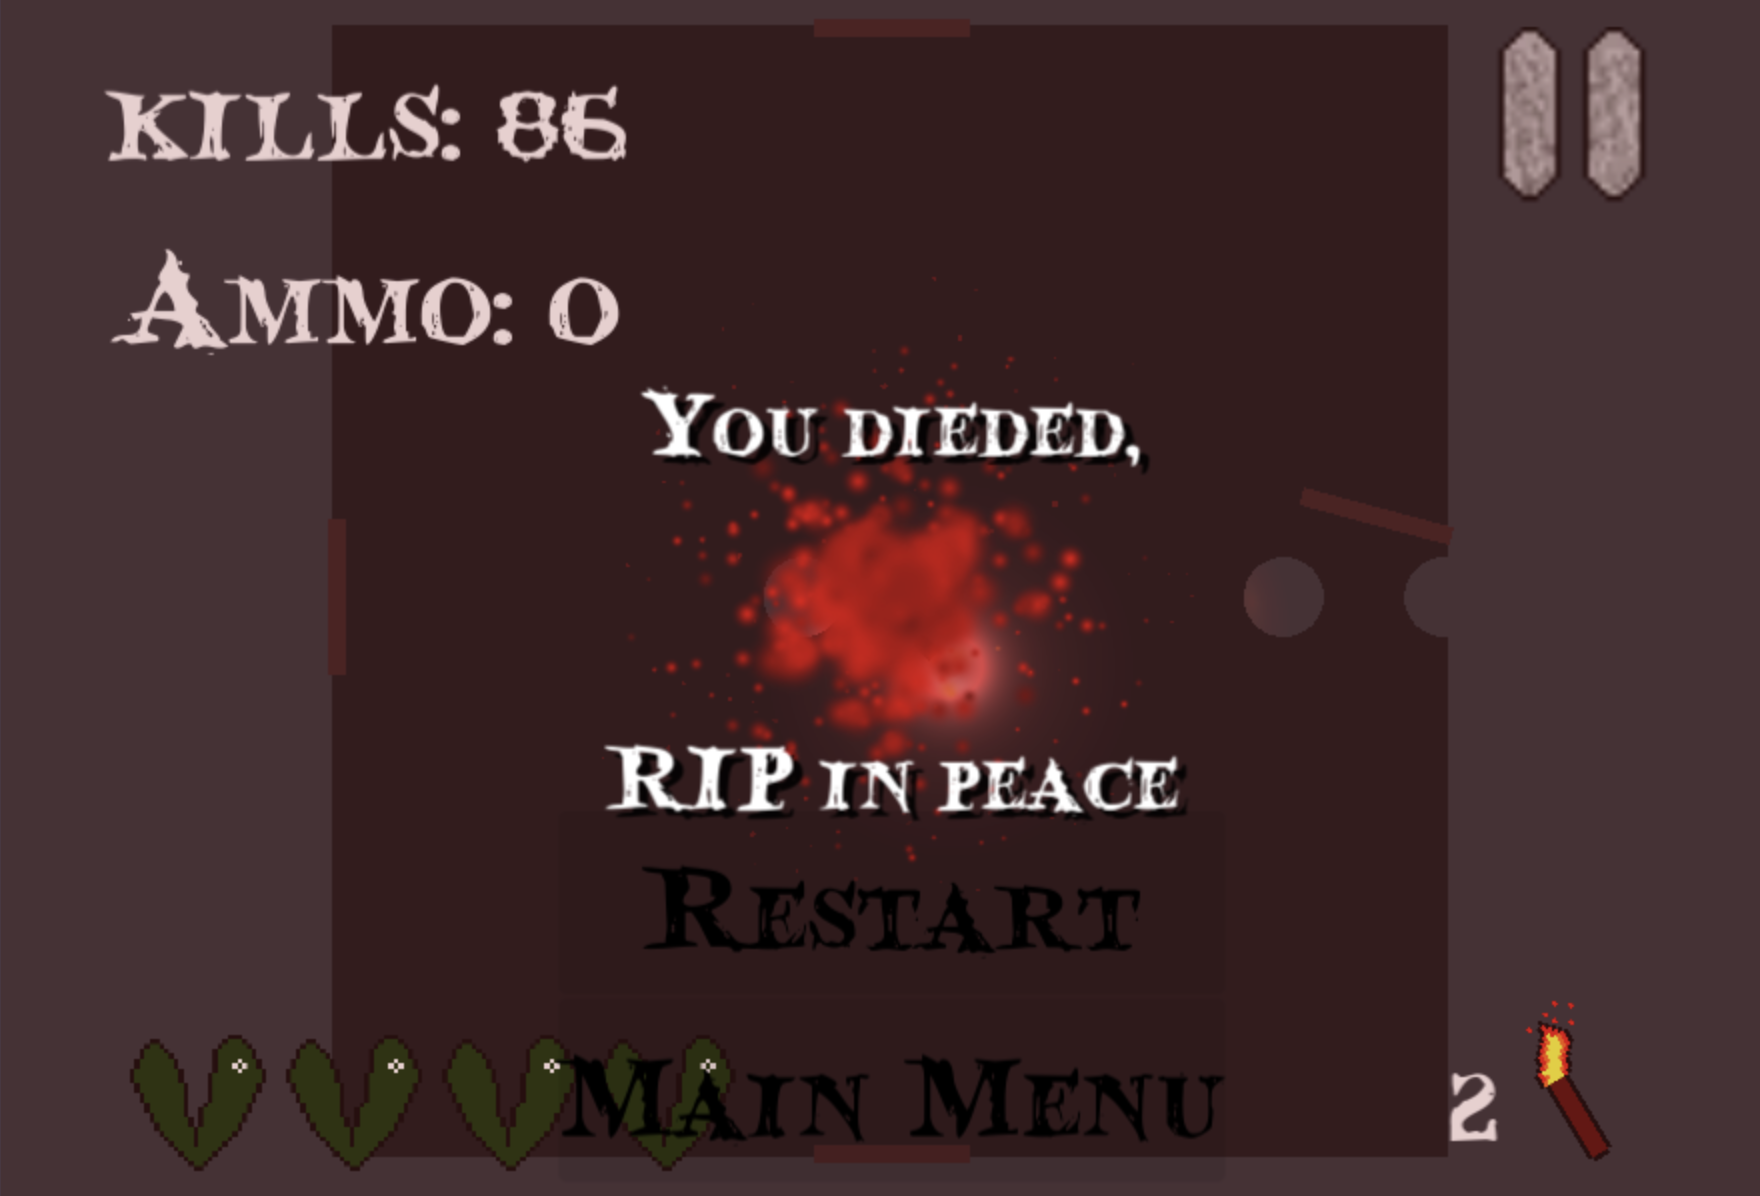 KILLS: 86
AMMO: 0
YOU DIEDED,
RIP IN PEACE
RESTART
MAIN MENU
2